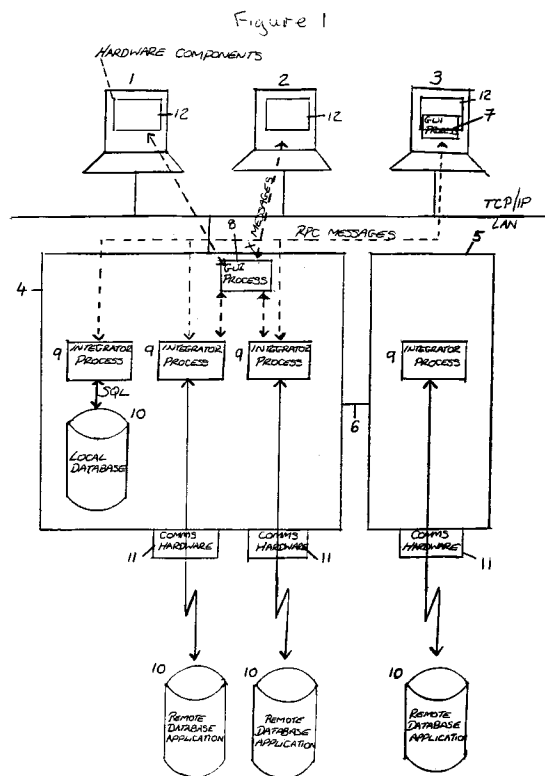 Figure 1
HARDWARE COMPONENTS
1
2
3
12
12
12
GUI
PROCESS
7
TCP/IP
LAN
X MESSAGES
RPC MESSAGES
4
8
GUI
PROCESS
5
9
INTEGRATOR
PROCESS
9
INTEGRATOR
PROCESS
9
INTEGRATOR
PROCESS
9
INTEGRATOR
PROCESS
SQL
10
LOCAL
DATABASE
6
COMMS
HARDWARE
11
COMMS
HARDWARE
11
COMMS
HARDWARE
11
10
REMOTE
DATABASE
APPLICATION
10
REMOTE
DATABASE
APPLICATION
10
REMOTE
DATABASE
APPLICATION